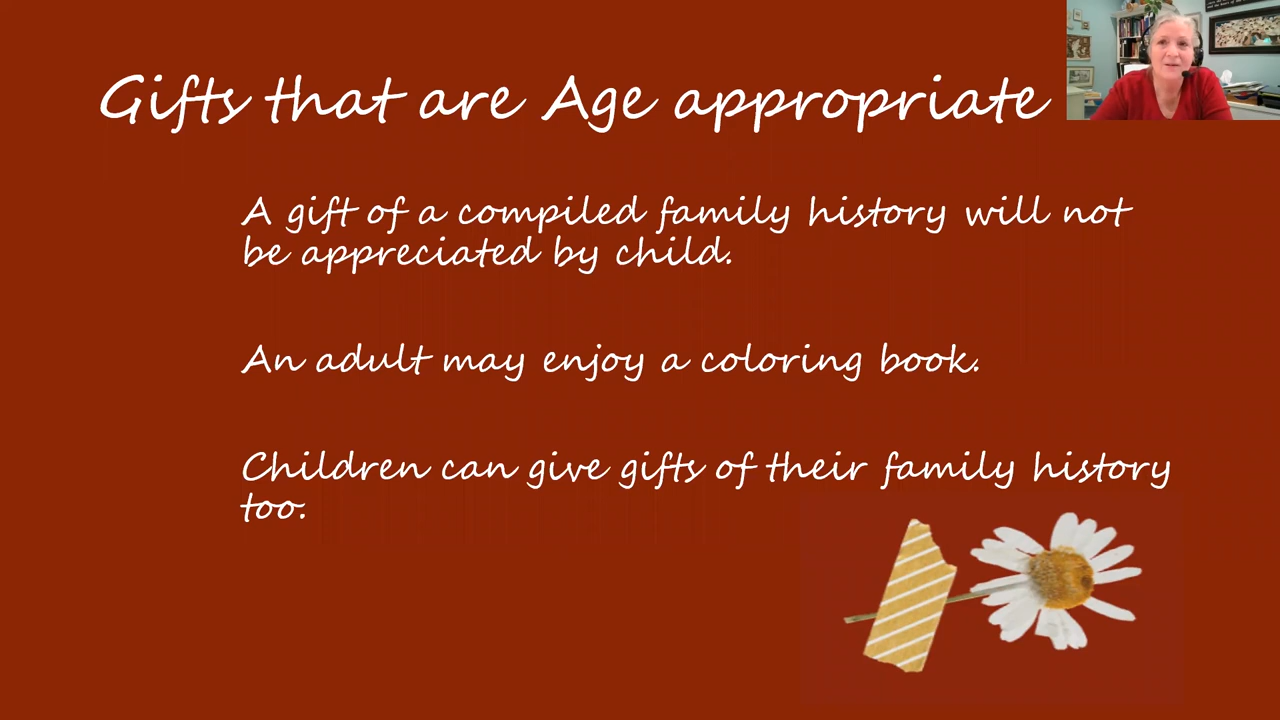 Gifts that are Age appropriate
A gift of a compiled family history will not
be appreciated by child.
An adult may enjoy a coloring book.
Children can give gifts of their family history
too.